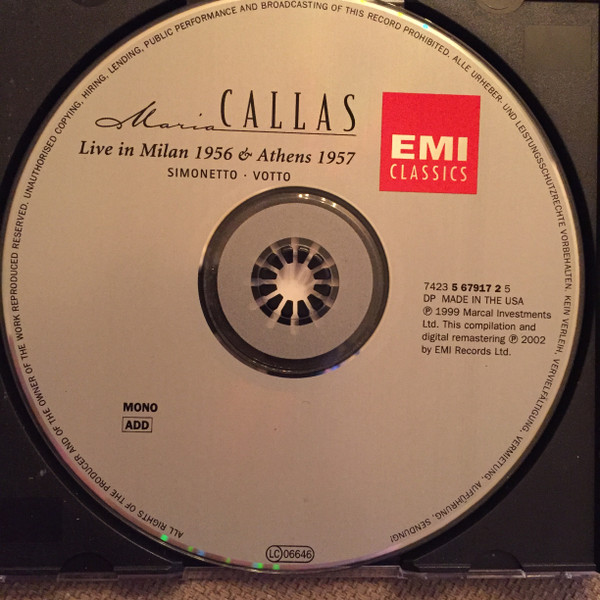 Maria CALLAS
Live in Milan 1956 & Athens 1957
SIMONETTO · VOTTO
EMI
CLASSICS
7423 5 67917 2 5
DP MADE IN THE USA
℗ 1999 Marcal Investments
Ltd. This compilation and
digital remastering ℗ 2002
by EMI Records Ltd.
MONO
ADD
LC 06646
ALL RIGHTS OF THE PRODUCER AND OF THE OWNER OF THE WORK REPRODUCED RESERVED. UNAUTHORISED COPYING, HIRING, LENDING, PUBLIC PERFORMANCE AND BROADCASTING OF THIS RECORD PROHIBITED. ALLE URHEBER- UND LEISTUNGSSCHUTZRECHTE VORBEHALTEN. KEIN VERLEIH, VERVIELFÄLTIGUNG, VERMIETUNG, AUFFÜHRUNG, SENDUNG!